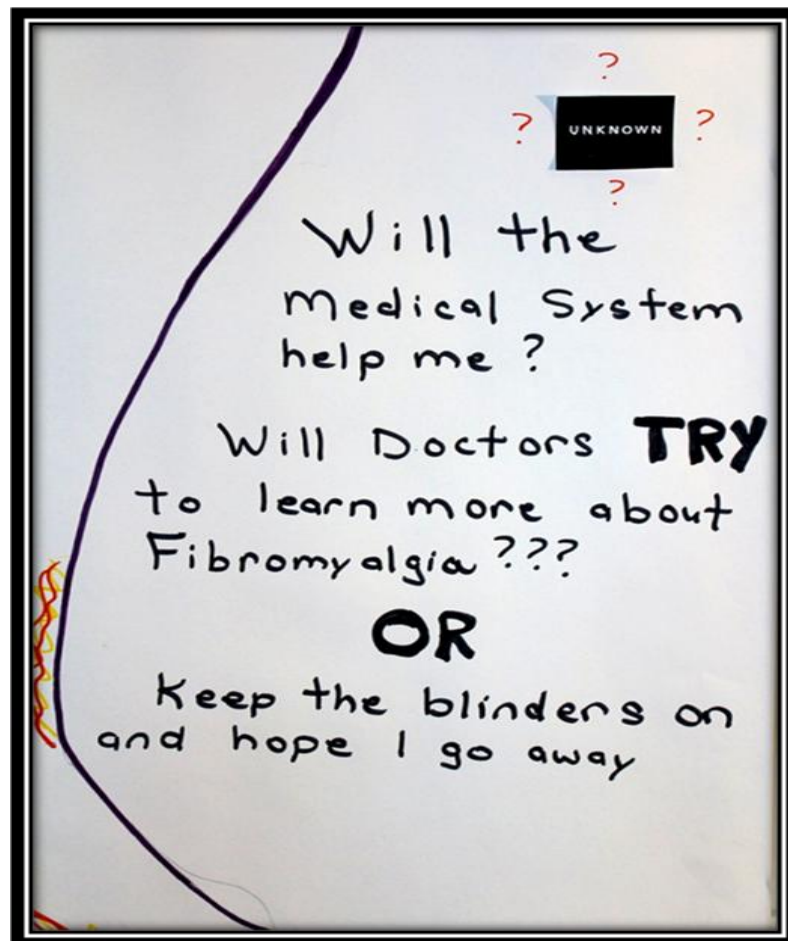 ?
? UNKNOWN ?
?
Will the
Medical System
help me ?
Will Doctors TRY
to learn more about
Fibromyalgia ???
OR
Keep the blinders on
and hope I go away